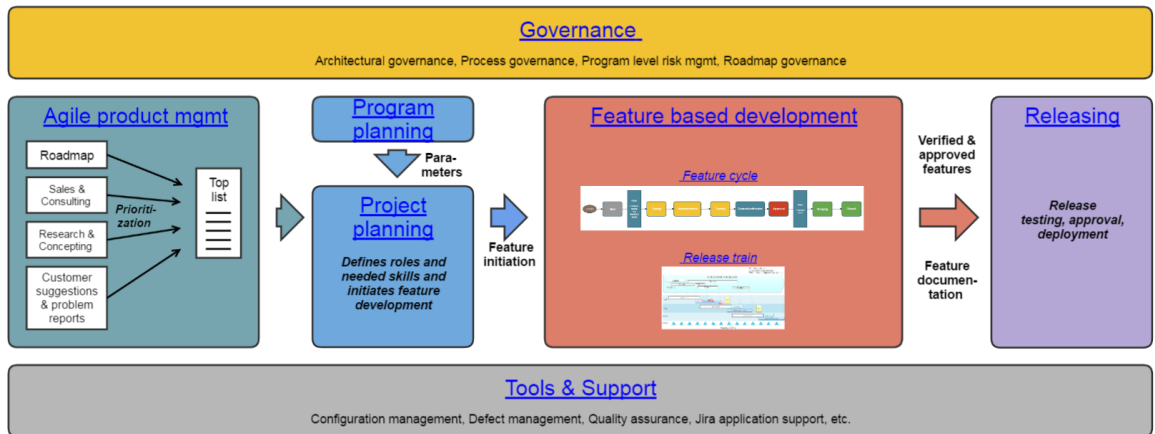 Governance
Architectural governance, Process governance, Program level risk mgmt, Roadmap governance
Agile product mgmt
Roadmap
Sales &
Consulting
Research &
Concepting
Customer
suggestions
& problem
reports
Prioriti-
zation
Top
list
Program
planning
Para-
meters
Project
planning
Defines roles and
needed skills and
initiates feature
development
Feature
initiation
Feature based development
Feature cycle
Release train
Verified &
approved
features
Feature
documen-
tation
Releasing
Release
testing, approval,
deployment
Tools & Support
Configuration management, Defect management, Quality assurance, Jira application support, etc.